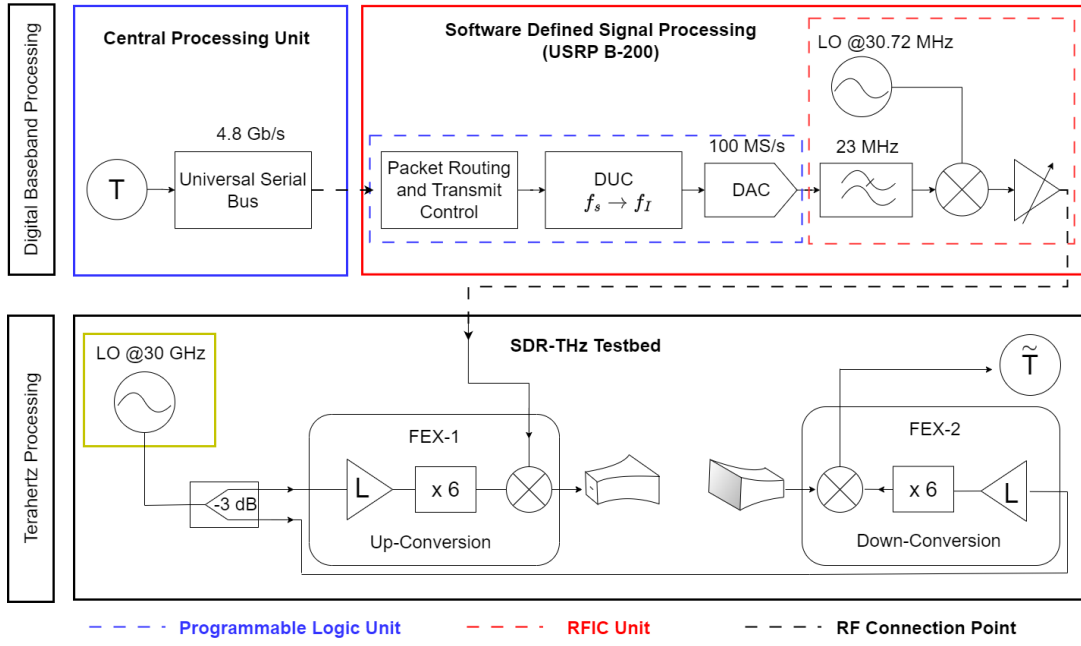 Digital Baseband Processing
Central Processing Unit
4.8 Gb/s
T
Universal Serial
Bus
Software Defined Signal Processing
(USRP B-200)
Packet Routing
and Transmit
Control
DUC
f_s → f_I
100 MS/s
DAC
LO @30.72 MHz
23 MHz
Terahertz Processing
SDR-THz Testbed
LO @30 GHz
-3 dB
FEX-1
L
x 6
Up-Conversion
T̃
FEX-2
x 6
L
Down-Conversion
Programmable Logic Unit
RFIC Unit
RF Connection Point